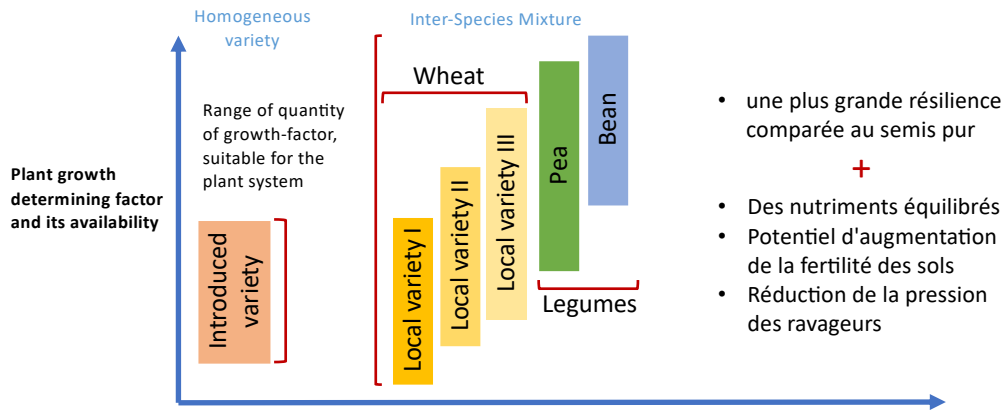 Homogeneous
variety
Inter-Species Mixture
Plant growth
determining factor
and its availability
Range of quantity
of growth-factor,
suitable for the
plant system
Introduced
variety
Wheat
Local variety I
Local variety II
Local variety III
Pea
Bean
Legumes
• une plus grande résilience
comparée au semis pur
+
• Des nutriments équilibrés
• Potentiel d'augmentation
de la fertilité des sols
• Réduction de la pression
des ravageurs